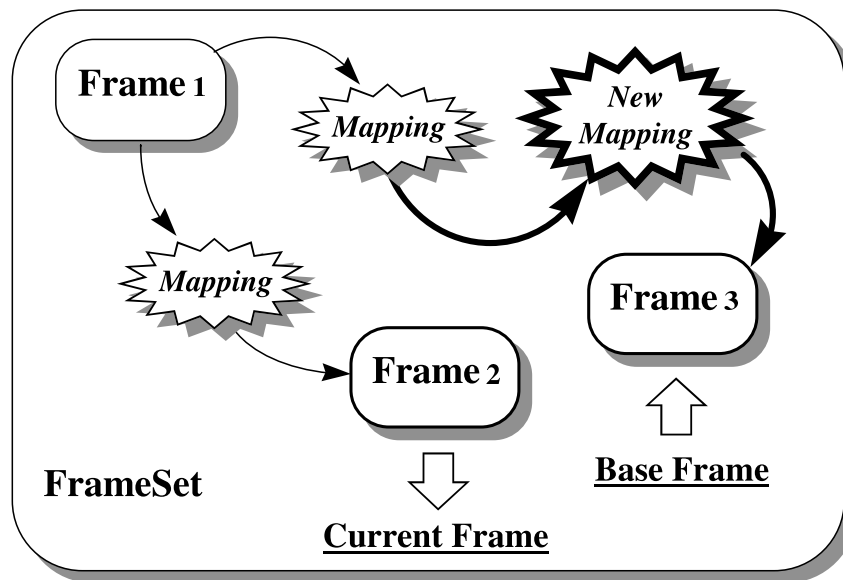 Frame 1
Mapping
New
Mapping
Mapping
Frame 3
Frame 2
Base Frame
FrameSet
Current Frame